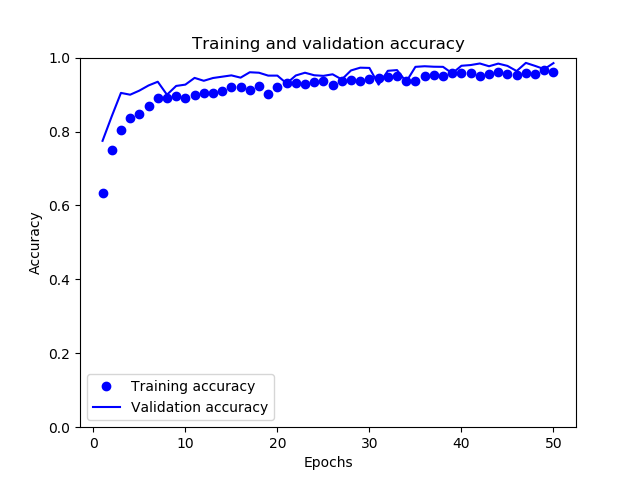 Training and validation accuracy
1.0
0.8
0.6
0.4
0.2
0.0
Accuracy
Training accuracy
Validation accuracy
0 10 20 30 40 50
Epochs